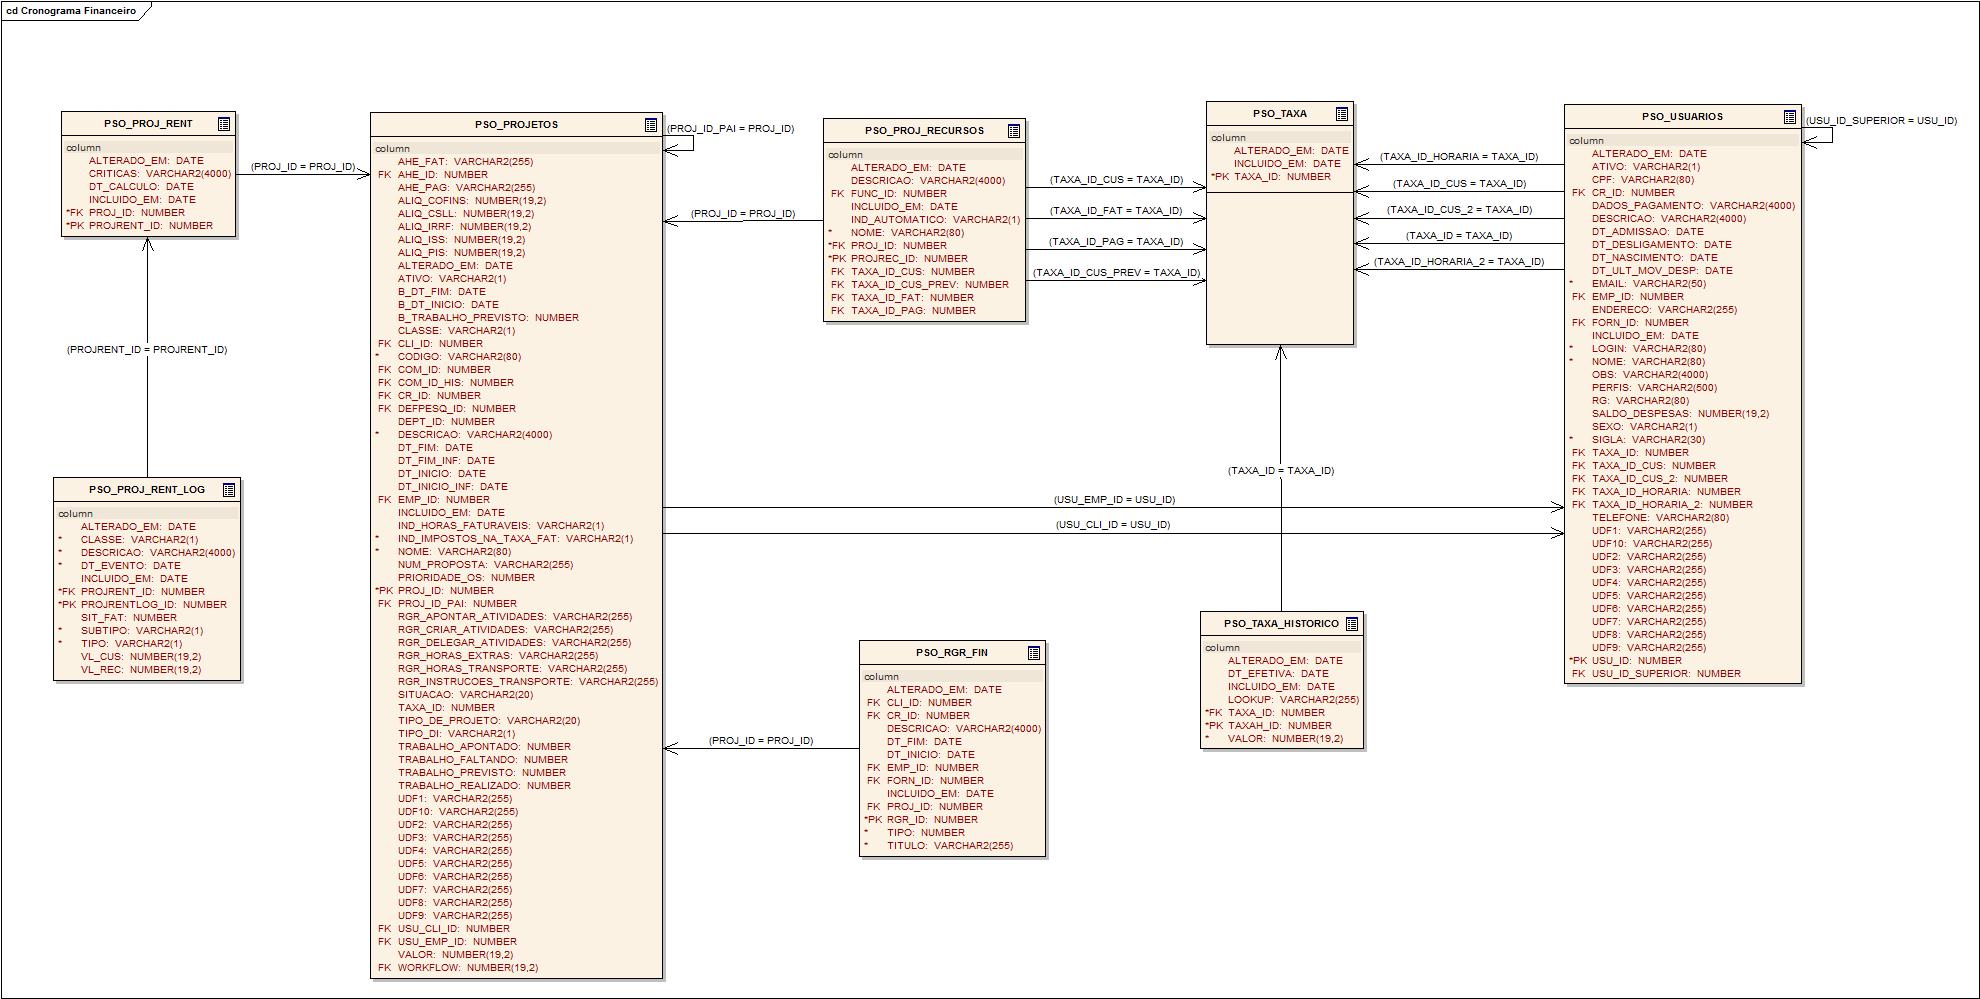 cd Cronograma Financeiro
PSO_PROJ_RENT
column
ALTERADO_EM: DATE
CRITICAS: VARCHAR2(4000)
DT_CALCULO: DATE
INCLUIDO_EM: DATE
*FK PROJ_ID: NUMBER
*PK PROJRENT_ID: NUMBER
(PROJ_ID = PROJ_ID)
(PROJRENT_ID = PROJRENT_ID)
PSO_PROJ_RENT_LOG
column
ALTERADO_EM: DATE
* CLASSE: VARCHAR2(1)
* DESCRICAO: VARCHAR2(4000)
* DT_EVENTO: DATE
INCLUIDO_EM: DATE
*FK PROJRENT_ID: NUMBER
*PK PROJRENTLOG_ID: NUMBER
SIT_FAT: NUMBER
* SUBTIPO: VARCHAR2(1)
* TIPO: VARCHAR2(1)
VL_CUS: NUMBER(19,2)
VL_REC: NUMBER(19,2)
PSO_PROJETOS
column
AHE_FAT: VARCHAR2(255)
FK AHE_ID: NUMBER
AHE_PAG: VARCHAR2(255)
ALIQ_COFINS: NUMBER(19,2)
ALIQ_CSLL: NUMBER(19,2)
ALIQ_IRRF: NUMBER(19,2)
ALIQ_ISS: NUMBER(19,2)
ALIQ_PIS: NUMBER(19,2)
ALTERADO_EM: DATE
ATIVO: VARCHAR2(1)
B_DT_FIM: DATE
B_DT_INICIO: DATE
B_TRABALHO_PREVISTO: NUMBER
CLASSE: VARCHAR2(1)
FK CLI_ID: NUMBER
* CODIGO: VARCHAR2(80)
FK COM_ID: NUMBER
FK COM_ID_HIS: NUMBER
FK CR_ID: NUMBER
FK DEFPESQ_ID: NUMBER
DEPT_ID: NUMBER
* DESCRICAO: VARCHAR2(4000)
DT_FIM: DATE
DT_FIM_INF: DATE
DT_INICIO: DATE
DT_INICIO_INF: DATE
FK EMP_ID: NUMBER
INCLUIDO_EM: DATE
IND_HORAS_FATURAVEIS: VARCHAR2(1)
* IND_IMPOSTOS_NA_TAXA_FAT: VARCHAR2(1)
* NOME: VARCHAR2(80)
NUM_PROPOSTA: VARCHAR2(255)
PRIORIDADE_OS: NUMBER
*PK PROJ_ID: NUMBER
FK PROJ_ID_PAI: NUMBER
RGR_APONTAR_ATIVIDADES: VARCHAR2(255)
RGR_CRIAR_ATIVIDADES: VARCHAR2(255)
RGR_DELEGAR_ATIVIDADES: VARCHAR2(255)
RGR_HORAS_EXTRAS: VARCHAR2(255)
RGR_HORAS_TRANSPORTE: VARCHAR2(255)
RGR_INSTRUCOES_TRANSPORTE: VARCHAR2(255)
SITUACAO: VARCHAR2(20)
TAXA_ID: NUMBER
TIPO_DE_PROJETO: VARCHAR2(20)
TIPO_DI: VARCHAR2(1)
TRABALHO_APONTADO: NUMBER
TRABALHO_FALTANDO: NUMBER
TRABALHO_PREVISTO: NUMBER
TRABALHO_REALIZADO: NUMBER
UDF1: VARCHAR2(255)
UDF10: VARCHAR2(255)
UDF2: VARCHAR2(255)
UDF3: VARCHAR2(255)
UDF4: VARCHAR2(255)
UDF5: VARCHAR2(255)
UDF6: VARCHAR2(255)
UDF7: VARCHAR2(255)
UDF8: VARCHAR2(255)
UDF9: VARCHAR2(255)
FK USU_CLI_ID: NUMBER
FK USU_EMP_ID: NUMBER
VALOR: NUMBER(19,2)
FK WORKFLOW: NUMBER(19,2)
(PROJ_ID_PAI = PROJ_ID)
(PROJ_ID = PROJ_ID)
PSO_PROJ_RECURSOS
column
ALTERADO_EM: DATE
DESCRICAO: VARCHAR2(4000)
FK FUNC_ID: NUMBER
INCLUIDO_EM: DATE
IND_AUTOMATICO: VARCHAR2(1)
* NOME: VARCHAR2(80)
*FK PROJ_ID: NUMBER
*PK PROJREC_ID: NUMBER
FK TAXA_ID_CUS: NUMBER
FK TAXA_ID_CUS_PREV: NUMBER
FK TAXA_ID_FAT: NUMBER
FK TAXA_ID_PAG: NUMBER
(TAXA_ID_CUS = TAXA_ID)
(TAXA_ID_FAT = TAXA_ID)
(TAXA_ID_PAG = TAXA_ID)
(TAXA_ID_CUS_PREV = TAXA_ID)
PSO_TAXA
column
ALTERADO_EM: DATE
INCLUIDO_EM: DATE
*PK TAXA_ID: NUMBER
(TAXA_ID_HORARIA = TAXA_ID)
(TAXA_ID_CUS = TAXA_ID)
(TAXA_ID_CUS_2 = TAXA_ID)
(TAXA_ID = TAXA_ID)
(TAXA_ID_HORARIA_2 = TAXA_ID)
PSO_USUARIOS
column
ALTERADO_EM: DATE
ATIVO: VARCHAR2(1)
CPF: VARCHAR2(80)
FK CR_ID: NUMBER
DADOS_PAGAMENTO: VARCHAR2(4000)
DESCRICAO: VARCHAR2(4000)
DT_ADMISSAO: DATE
DT_DESLIGAMENTO: DATE
DT_NASCIMENTO: DATE
DT_ULT_MOV_DESP: DATE
* EMAIL: VARCHAR2(50)
FK EMP_ID: NUMBER
ENDERECO: VARCHAR2(255)
FK FORN_ID: NUMBER
INCLUIDO_EM: DATE
* LOGIN: VARCHAR2(80)
* NOME: VARCHAR2(80)
OBS: VARCHAR2(4000)
PERFIS: VARCHAR2(500)
RG: VARCHAR2(80)
SALDO_DESPESAS: NUMBER(19,2)
SEXO: VARCHAR2(1)
* SIGLA: VARCHAR2(30)
FK TAXA_ID: NUMBER
FK TAXA_ID_CUS: NUMBER
FK TAXA_ID_CUS_2: NUMBER
FK TAXA_ID_HORARIA: NUMBER
FK TAXA_ID_HORARIA_2: NUMBER
TELEFONE: VARCHAR2(80)
UDF1: VARCHAR2(255)
UDF10: VARCHAR2(255)
UDF2: VARCHAR2(255)
UDF3: VARCHAR2(255)
UDF4: VARCHAR2(255)
UDF5: VARCHAR2(255)
UDF6: VARCHAR2(255)
UDF7: VARCHAR2(255)
UDF8: VARCHAR2(255)
UDF9: VARCHAR2(255)
*PK USU_ID: NUMBER
FK USU_ID_SUPERIOR: NUMBER
(USU_ID_SUPERIOR = USU_ID)
(TAXA_ID = TAXA_ID)
(USU_EMP_ID = USU_ID)
(USU_CLI_ID = USU_ID)
PSO_RGR_FIN
column
ALTERADO_EM: DATE
FK CLI_ID: NUMBER
FK CR_ID: NUMBER
DESCRICAO: VARCHAR2(4000)
DT_FIM: DATE
DT_INICIO: DATE
FK EMP_ID: NUMBER
FK FORN_ID: NUMBER
INCLUIDO_EM: DATE
FK PROJ_ID: NUMBER
*PK RGR_ID: NUMBER
* TIPO: NUMBER
* TITULO: VARCHAR2(255)
(PROJ_ID = PROJ_ID)
PSO_TAXA_HISTORICO
column
ALTERADO_EM: DATE
DT_EFETIVA: DATE
INCLUIDO_EM: DATE
LOOKUP: VARCHAR2(255)
*FK TAXA_ID: NUMBER
*PK TAXAH_ID: NUMBER
* VALOR: NUMBER(19,2)